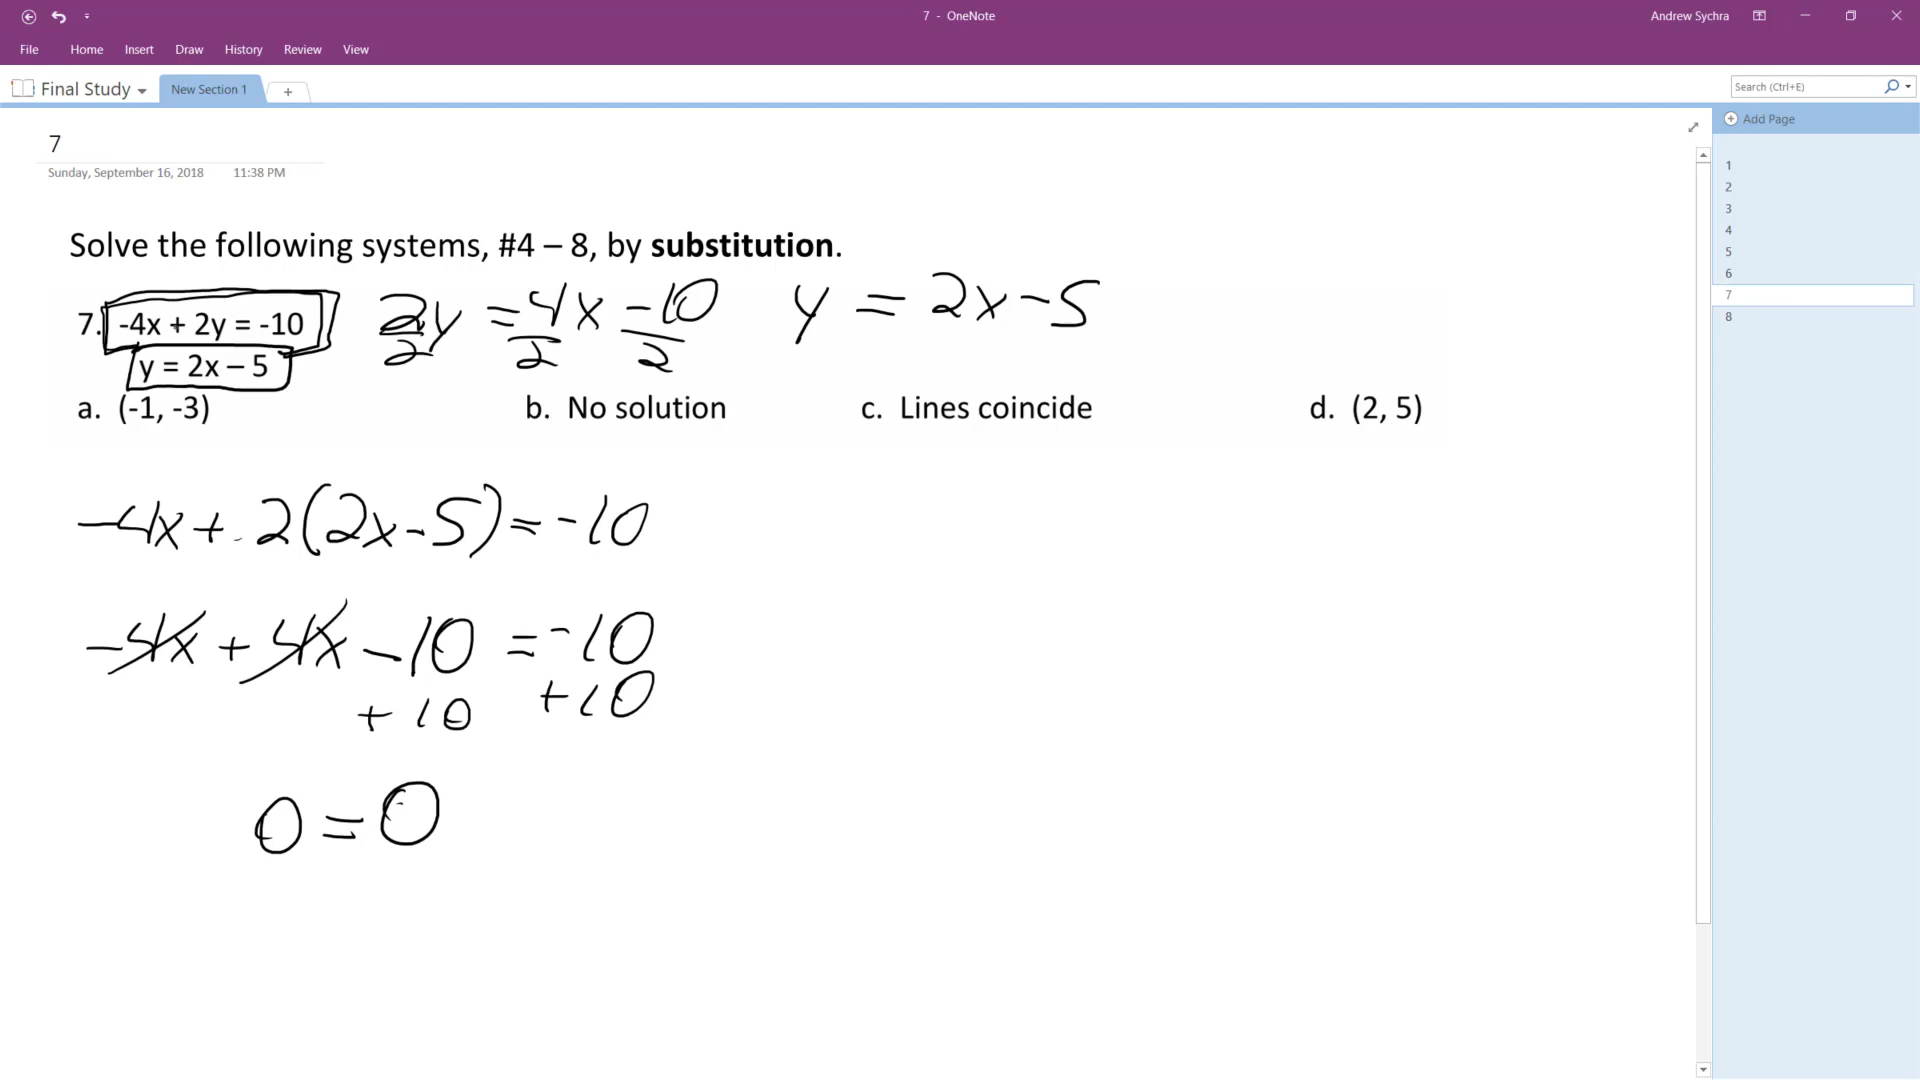 7 - OneNote
Andrew Sychra
File Home Insert Draw History Review View
Final Study
New Section 1
+
Search (Ctrl+E)
Add Page
7
Sunday, September 16, 2018 11:38 PM
1
2
3
4
5
6
7
8
Solve the following systems, #4 – 8, by substitution.
7. -4x + 2y = -10
y = 2x – 5
2y/2 = 4x/2 -10/2
y = 2x - 5
a. (-1, -3) b. No solution c. Lines coincide d. (2, 5)
-4x + 2(2x - 5) = -10
-4x + 4x - 10 = -10
+ 10 +10
0 = 0